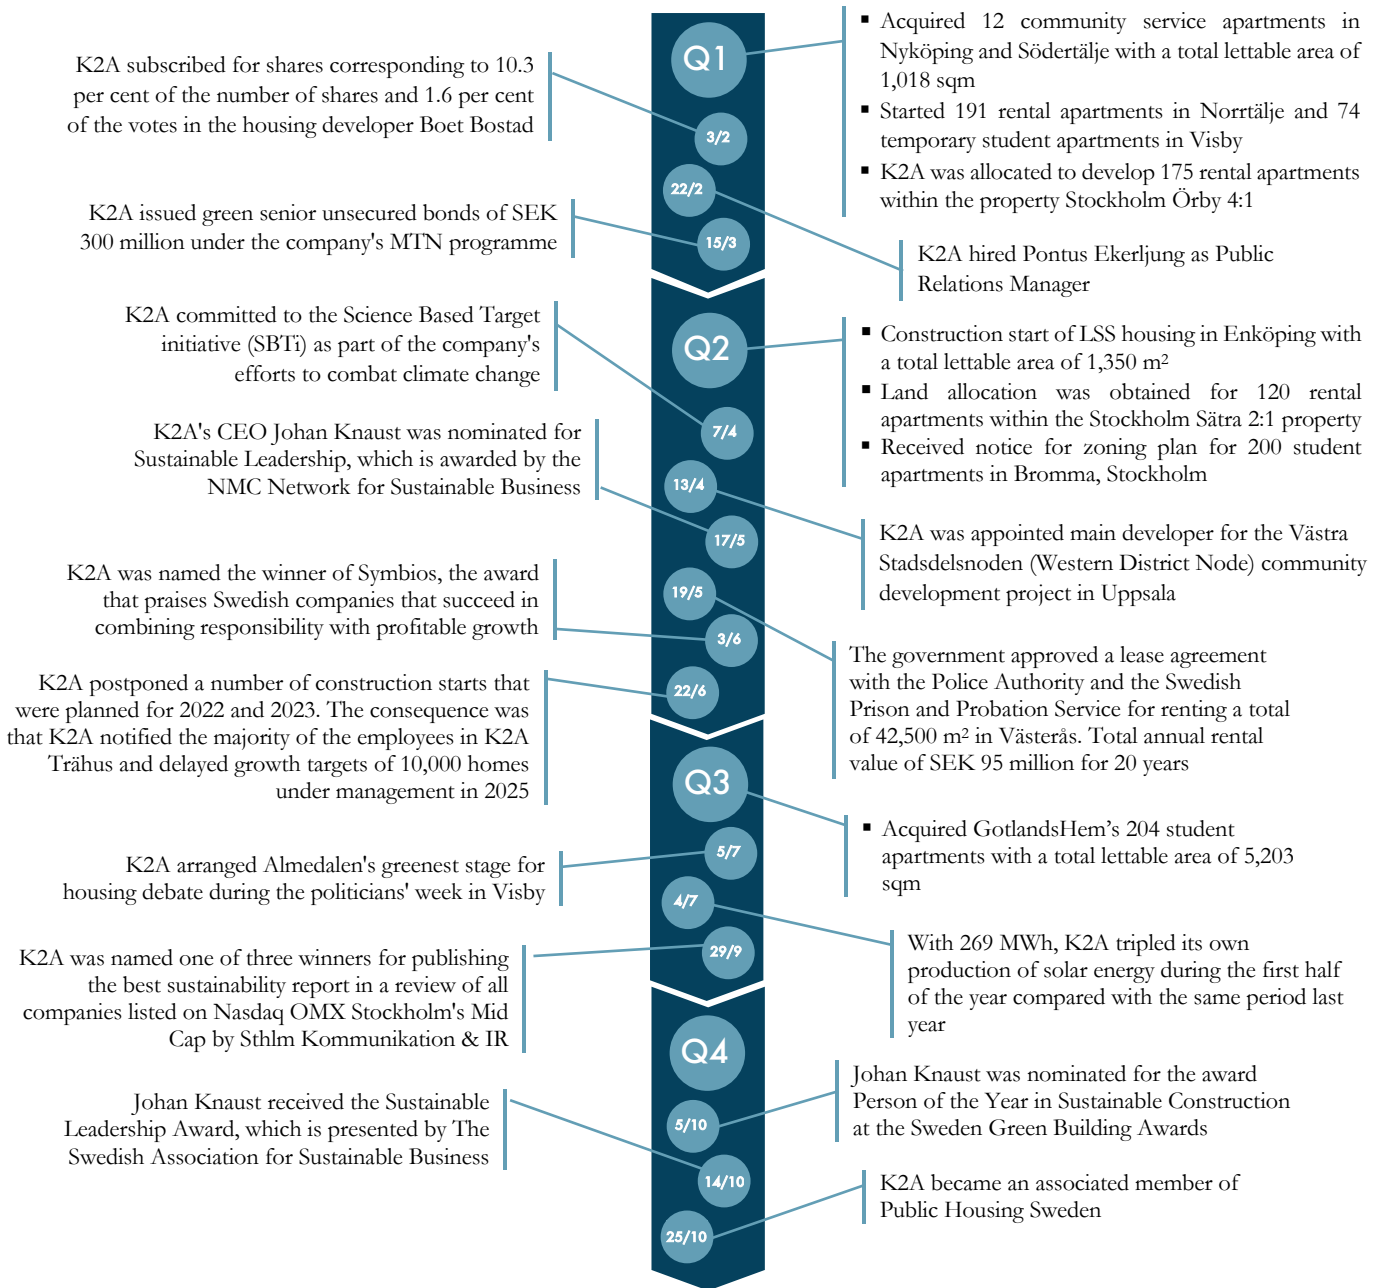 Q1
▪ Acquired 12 community service apartments in
Nyköping and Södertälje with a total lettable area of
1,018 sqm
▪ Started 191 rental apartments in Norrtälje and 74
temporary student apartments in Visby
▪ K2A was allocated to develop 175 rental apartments
within the property Stockholm Örby 4:1
K2A subscribed for shares corresponding to 10.3
per cent of the number of shares and 1.6 per cent
of the votes in the housing developer Boet Bostad
3/2
22/2
K2A hired Pontus Ekerljung as Public
Relations Manager
K2A issued green senior unsecured bonds of SEK
300 million under the company's MTN programme
15/3
Q2
▪ Construction start of LSS housing in Enköping with
a total lettable area of 1,350 m²
▪ Land allocation was obtained for 120 rental
apartments within the Stockholm Sätra 2:1 property
▪ Received notice for zoning plan for 200 student
apartments in Bromma, Stockholm
K2A committed to the Science Based Target
initiative (SBTi) as part of the company's
efforts to combat climate change
7/4
13/4
K2A was appointed main developer for the Västra
Stadsdelsnoden (Western District Node) community
development project in Uppsala
K2A's CEO Johan Knaust was nominated for
Sustainable Leadership, which is awarded by the
NMC Network for Sustainable Business
17/5
19/5
The government approved a lease agreement
with the Police Authority and the Swedish
Prison and Probation Service for renting a total
of 42,500 m² in Västerås. Total annual rental
value of SEK 95 million for 20 years
K2A was named the winner of Symbios, the award
that praises Swedish companies that succeed in
combining responsibility with profitable growth
3/6
22/6
K2A postponed a number of construction starts that
were planned for 2022 and 2023. The consequence was
that K2A notified the majority of the employees in K2A
Trähus and delayed growth targets of 10,000 homes
under management in 2025
Q3
▪ Acquired GotlandsHem’s 204 student
apartments with a total lettable area of 5,203
sqm
K2A arranged Almedalen's greenest stage for
housing debate during the politicians' week in Visby
5/7
4/7
With 269 MWh, K2A tripled its own
production of solar energy during the first half
of the year compared with the same period last
year
K2A was named one of three winners for publishing
the best sustainability report in a review of all
companies listed on Nasdaq OMX Stockholm's Mid
Cap by Sthlm Kommunikation & IR
29/9
Q4
5/10
Johan Knaust was nominated for the award
Person of the Year in Sustainable Construction
at the Sweden Green Building Awards
Johan Knaust received the Sustainable
Leadership Award, which is presented by The
Swedish Association for Sustainable Business
14/10
25/10
K2A became an associated member of
Public Housing Sweden